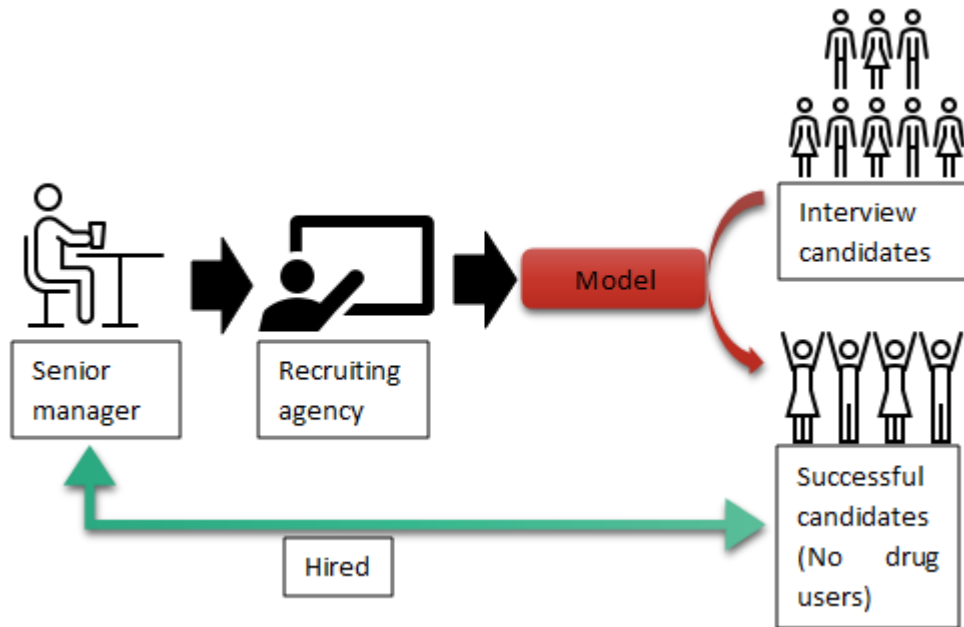 Interview
candidates
Model
Senior
manager
Recruiting
agency
Successful
candidates
(No drug
users)
Hired